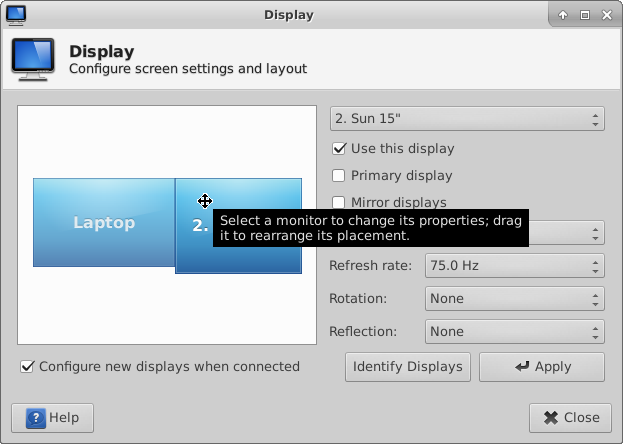 Display
Display
Configure screen settings and layout
2. Sun 15"
Use this display
Primary display
Mirror displays
Laptop
2.
Select a monitor to change its properties; drag
it to rearrange its placement.
Refresh rate: 75.0 Hz
Rotation: None
Reflection: None
Configure new displays when connected
Identify Displays
Apply
Help
Close